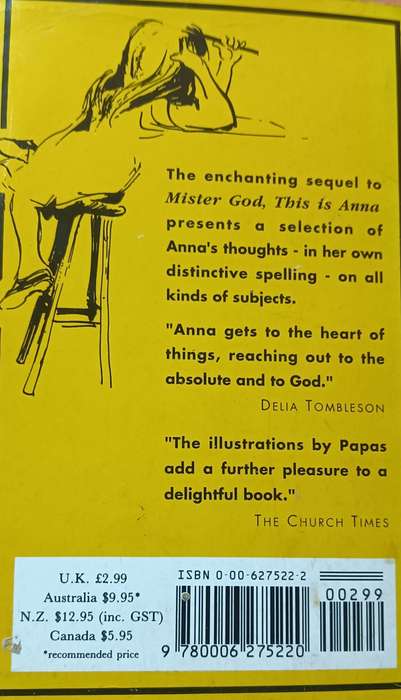 The enchanting sequel to
Mister God, This is Anna
presents a selection of
Anna's thoughts - in her own
distinctive spelling - on all
kinds of subjects.
"Anna gets to the heart of
things, reaching out to the
absolute and to God."
DELIA TOMBLESON
"The illustrations by Papas
add a further pleasure to a
delightful book."
THE CHURCH TIMES
U.K. £2.99
Australia $9.95*
N.Z. $12.95 (inc. GST)
Canada $5.95
*recommended price
ISBN 0-00-627522-2
00299
9 780006 275220